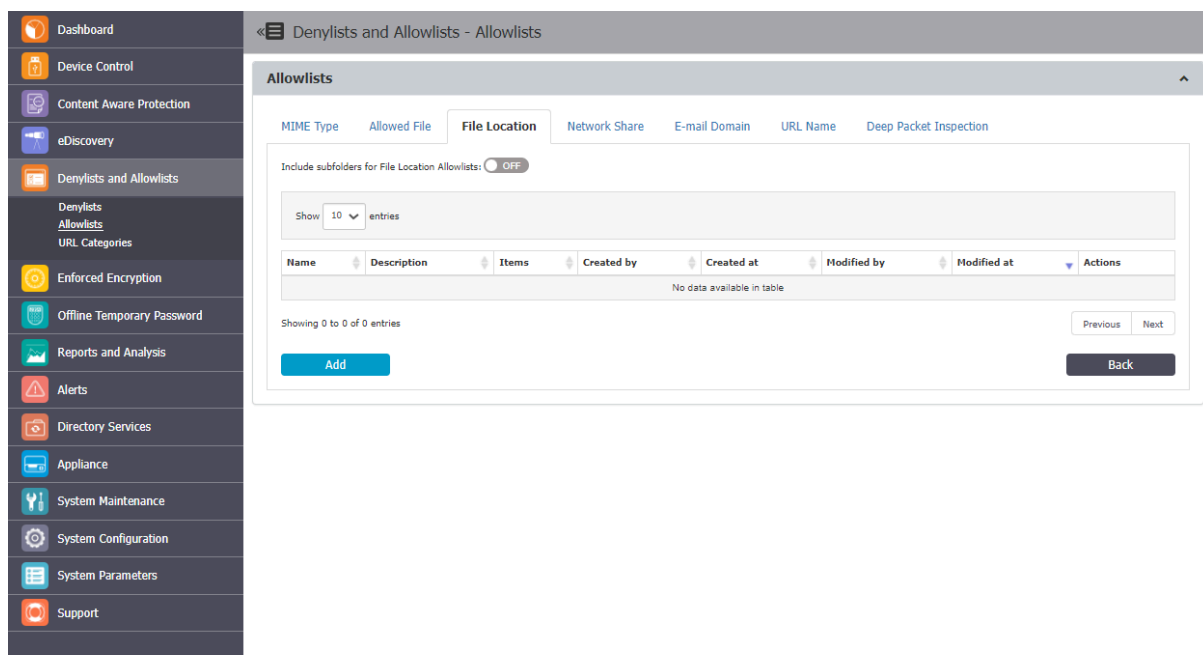 Dashboard
Device Control
Content Aware Protection
eDiscovery
Denylists and Allowlists
Denylists
Allowlists
URL Categories
Enforced Encryption
Offline Temporary Password
Reports and Analysis
Alerts
Directory Services
Appliance
System Maintenance
System Configuration
System Parameters
Support
Denylists and Allowlists - Allowlists
Allowlists
MIME Type Allowed File File Location Network Share E-mail Domain URL Name Deep Packet Inspection
Include subfolders for File Location Allowlists: OFF
Show 10 entries
Name Description Items Created by Created at Modified by Modified at Actions
No data available in table
Showing 0 to 0 of 0 entries Previous Next
Add Back